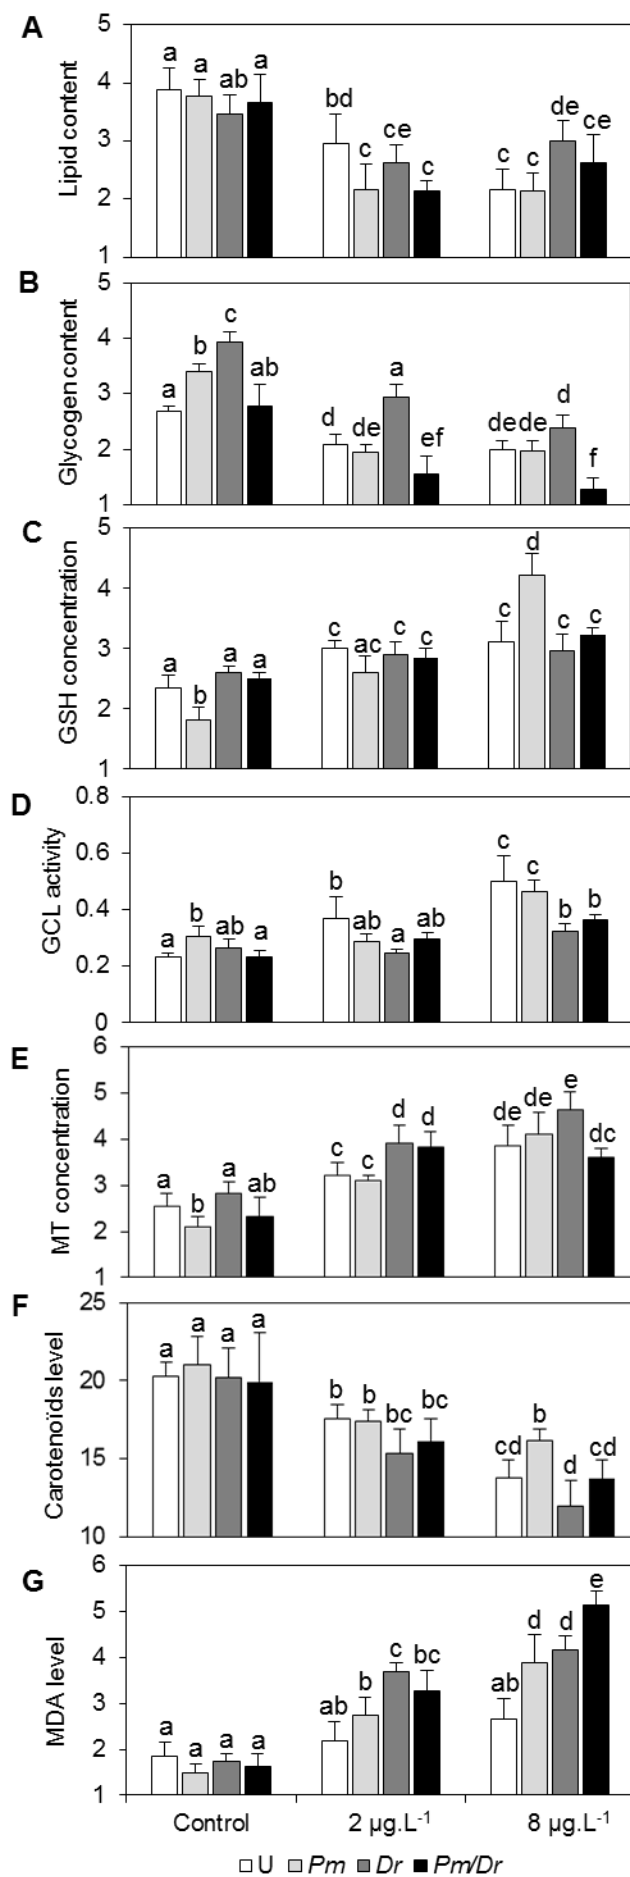 A
Lipid content
5
4
3
2
1
a a ab a
bd c ce c
c c de ce
B
Glycogen content
5
4
3
2
1
a b c ab
d de a ef
de de d f
C
GSH concentration
5
4
3
2
1
a b a a
c ac c c
c d c c
D
GCL activity
0.8
0.6
0.4
0.2
0
a b ab a
b ab a ab
c c b b
E
MT concentration
6
5
4
3
2
1
a b a ab
c c d d
de de e dc
F
Carotenoïds level
25
20
15
10
a a a a
b b bc bc
cd b d cd
G
MDA level
6
5
4
3
2
1
a a a a
ab b c bc
ab d d e
Control 2 µg.L-1 8 µg.L-1
U Pm Dr Pm/Dr